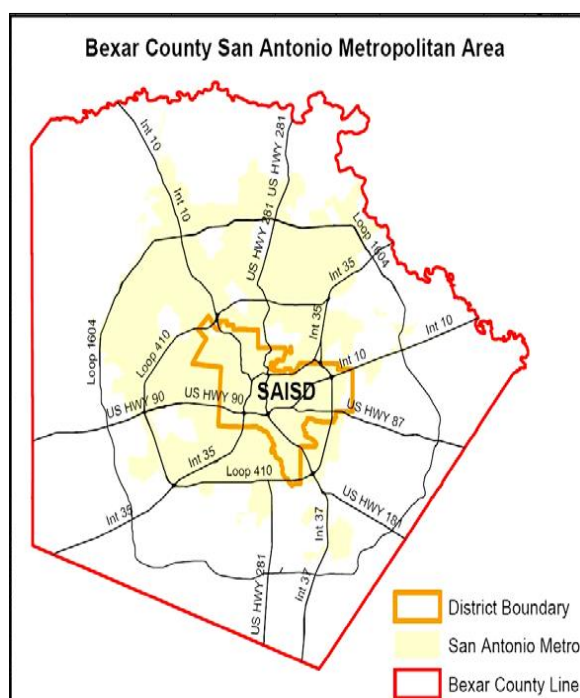 Bexar County San Antonio Metropolitan Area
Int 10
US HWY 281
Int 10
US HWY 281
Loop 1604
Int 35
Loop 1604
Loop 410
Int 35
Int 10
SAISD
US HWY 90
US HWY 90
US HWY 87
Int 35
Loop 410
Int 35
Int 37
US HWY 181
US HWY 281
Int 37
District Boundary
San Antonio Metro
Bexar County Line